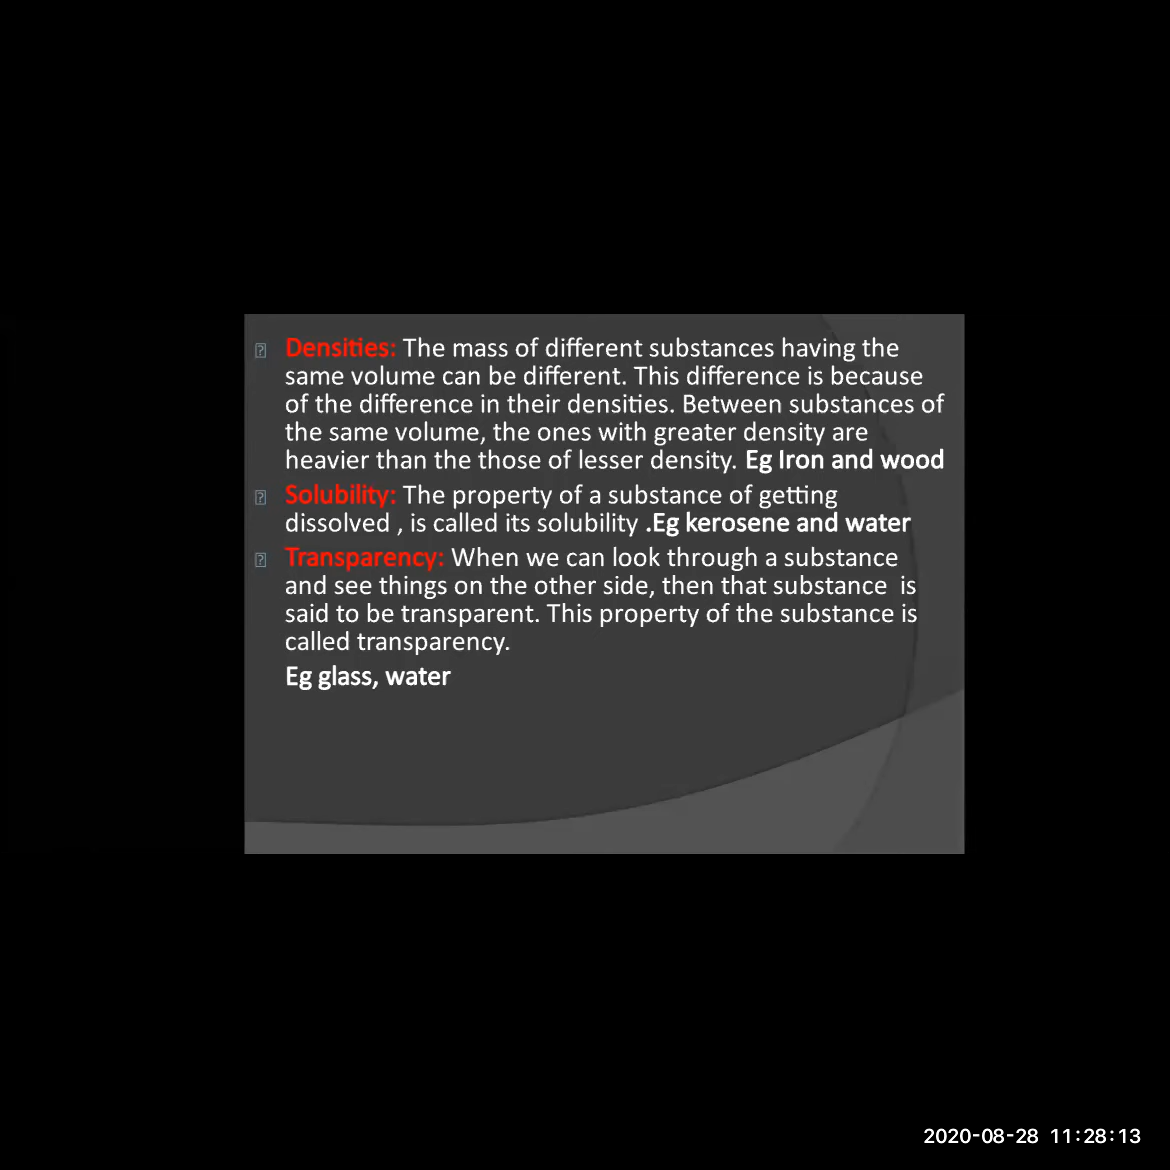 Densities: The mass of different substances having the
same volume can be different. This difference is because
of the difference in their densities. Between substances of
the same volume, the ones with greater density are
heavier than the those of lesser density. Eg Iron and wood
Solubility: The property of a substance of getting
dissolved , is called its solubility .Eg kerosene and water
Transparency: When we can look through a substance
and see things on the other side, then that substance  is
said to be transparent. This property of the substance is
called transparency.
Eg glass, water
2020-08-28 11:28:13